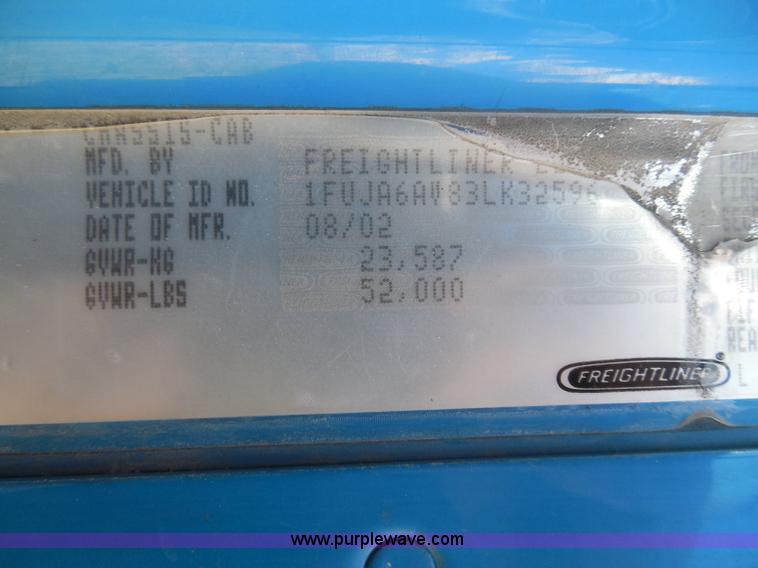 CHASSIS-CAB
MFD. BY FREIGHTLINER
VEHICLE ID NO. 1FUJA6AV83LK32596
DATE OF MFR. 08/02
GVWR-KG 23,587
GVWR-LBS 52,000
FREIGHTLINER
REA
L
www.purplewave.com